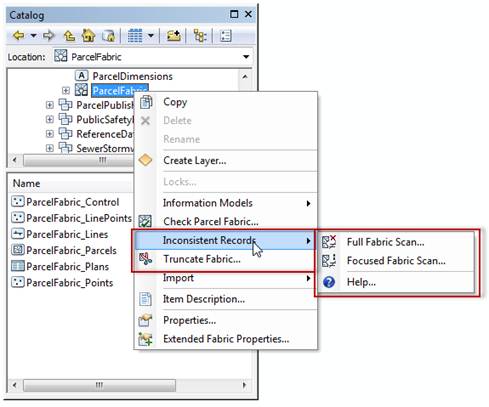 Catalog
Location: ParcelFabric
ParcelDimensions
ParcelFabric
ParcelPublish
PublicSafety
ReferenceDat
SewerStormw
Name
ParcelFabric_Control
ParcelFabric_LinePoints
ParcelFabric_Lines
ParcelFabric_Parcels
ParcelFabric_Plans
ParcelFabric_Points
Copy
Delete
Rename
Create Layer...
Locks...
Information Models
Check Parcel Fabric...
Inconsistent Records
Truncate Fabric...
Import
Item Description...
Properties...
Extended Fabric Properties...
Full Fabric Scan...
Focused Fabric Scan...
Help...